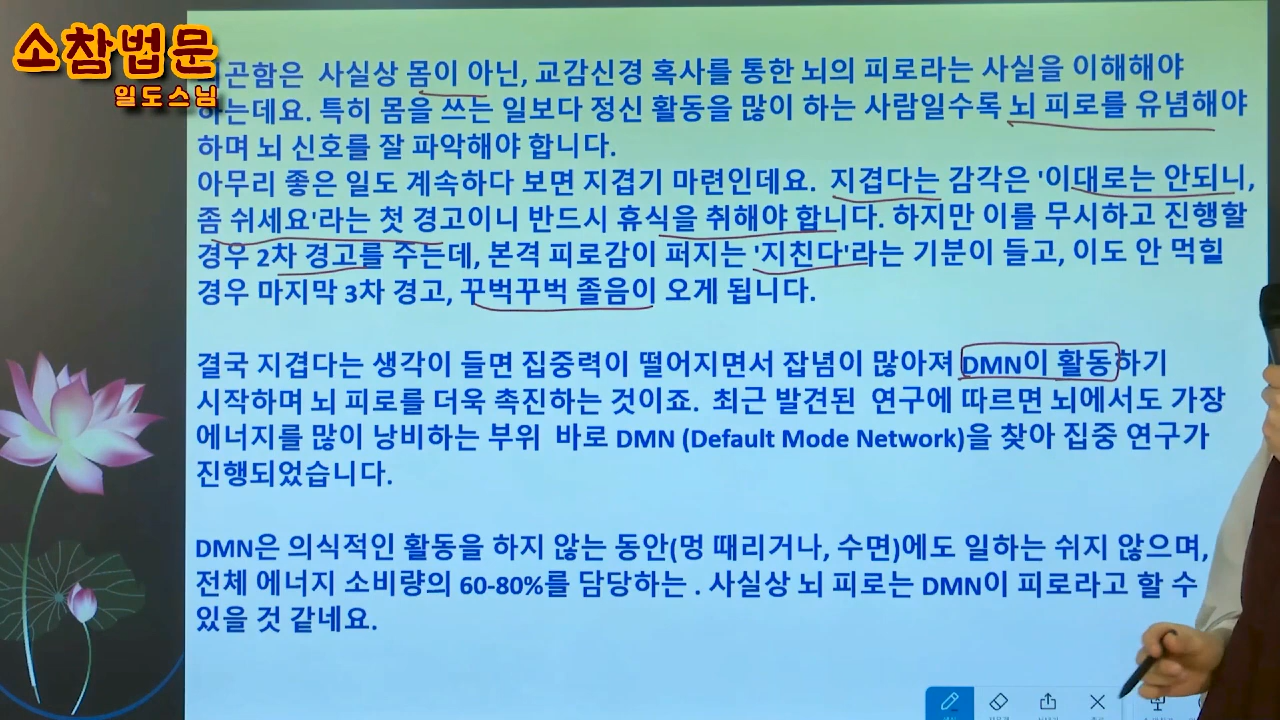 소참법문
일도스님
곤함은 사실상 몸이 아닌, 교감신경 혹사를 통한 뇌의 피로라는 사실을 이해해야
하는데요. 특히 몸을 쓰는 일보다 정신 활동을 많이 하는 사람일수록 뇌 피로를 유념해야
하며 뇌 신호를 잘 파악해야 합니다.
아무리 좋은 일도 계속하다 보면 지겹기 마련인데요. 지겹다는 감각은 '이대로는 안되니,
좀 쉬세요'라는 첫 경고이니 반드시 휴식을 취해야 합니다. 하지만 이를 무시하고 진행할
경우 2차 경고를 주는데, 본격 피로감이 퍼지는 '지친다'라는 기분이 들고, 이도 안 먹힐
경우 마지막 3차 경고, 꾸벅꾸벅 졸음이 오게 됩니다.
결국 지겹다는 생각이 들면 집중력이 떨어지면서 잡념이 많아져 DMN이 활동하기
시작하며 뇌 피로를 더욱 촉진하는 것이죠. 최근 발견된 연구에 따르면 뇌에서도 가장
에너지를 많이 낭비하는 부위 바로 DMN (Default Mode Network)을 찾아 집중 연구가
진행되었습니다.
DMN은 의식적인 활동을 하지 않는 동안(멍 때리거나, 수면)에도 일하는 쉬지 않으며,
전체 에너지 소비량의 60-80%를 담당하는 . 사실상 뇌 피로는 DMN이 피로라고 할 수
있을 것 같네요.